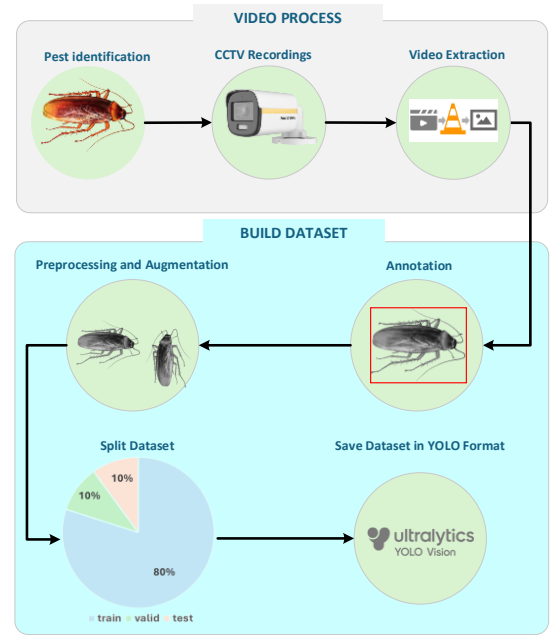 VIDEO PROCESS
Pest identification
CCTV Recordings
Video Extraction
BUILD DATASET
Preprocessing and Augmentation
Annotation
Split Dataset
Save Dataset in YOLO Format
10%
10%
80%
train valid test
ultralytics
YOLO Vision